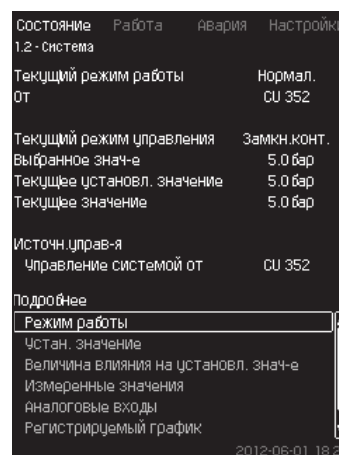 Состояние Работа Авария Настройки
1.2 - Система
Текущий режим работы Нормал.
От CU 352
Текущий режим управления Замкн.конт.
Выбранное знач-е 5.0 бар
Текущее установл. значение 5.0 бар
Текущее значение 5.0 бар
Источн.управ-я
Управление системой от CU 352
Подробнее
Режим работы
Устан. значение
Величина влияния на установл. знач-е
Измеренные значения
Аналоговые входы
Регистрируемый график
2012-06-01 18:2